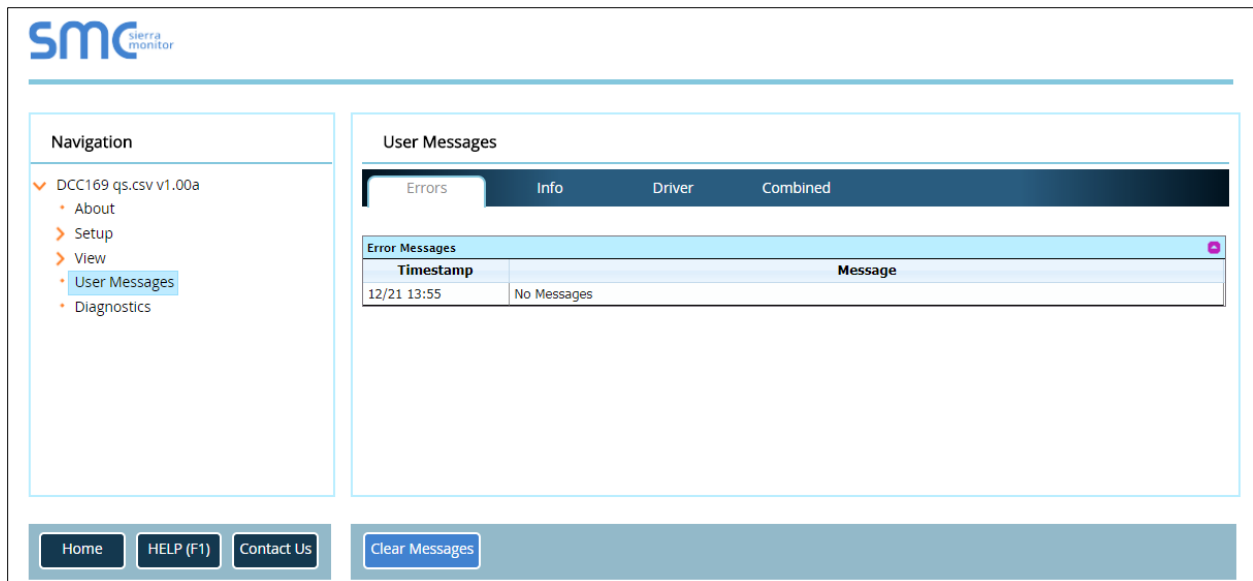 SMC sierra
monitor
Navigation
DCC169 qs.csv v1.00a
About
Setup
View
User Messages
Diagnostics
User Messages
Errors Info Driver Combined
Error Messages
Timestamp Message
12/21 13:55 No Messages
Home HELP (F1) Contact Us Clear Messages